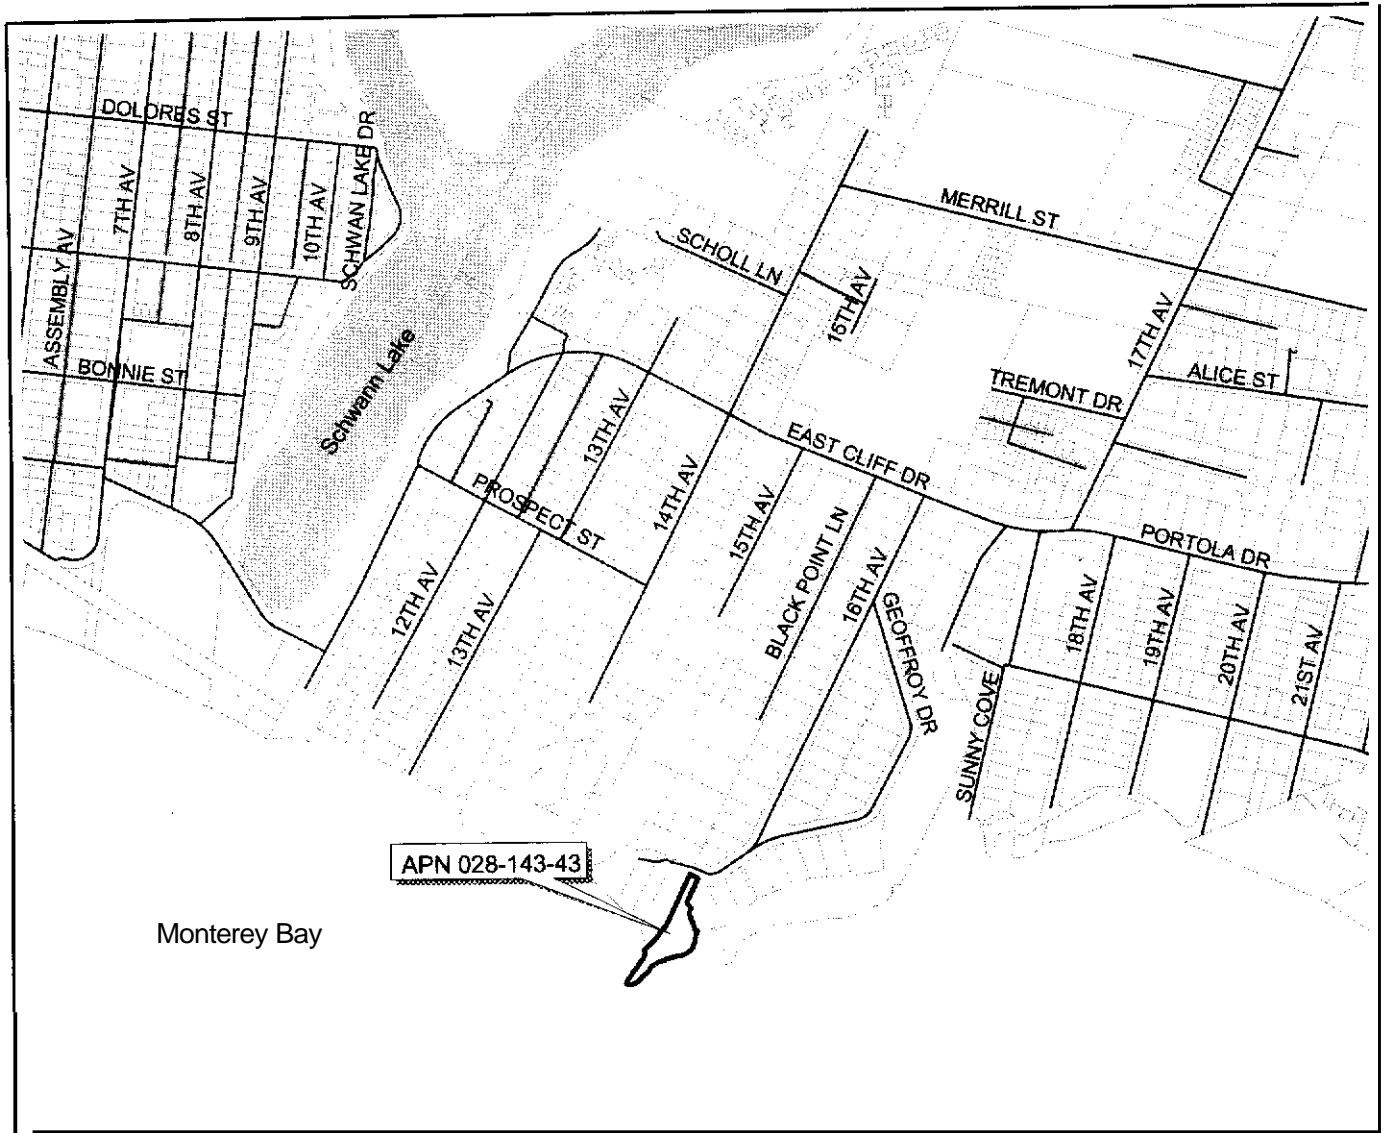 DOLORES ST
SCHWAN LAKE DR
7TH AV
8TH AV
9TH AV
10TH AV
ASSEMBLY AV
BONNIE ST
Schwann Lake
MERRILL ST
SCHOLL LN
15TH AV
17TH AV
ALICE ST
TREMONT DR
13TH AV
EAST CLIFF DR
14TH AV
PROSPECT ST
15TH AV
BLACK POINT LN
16TH AV
PORTOLA DR
12TH AV
13TH AV
GEOFFROY DR
18TH AV
19TH AV
20TH AV
21ST AV
SUNNY COVE
APN 028-143-43
Monterey Bay